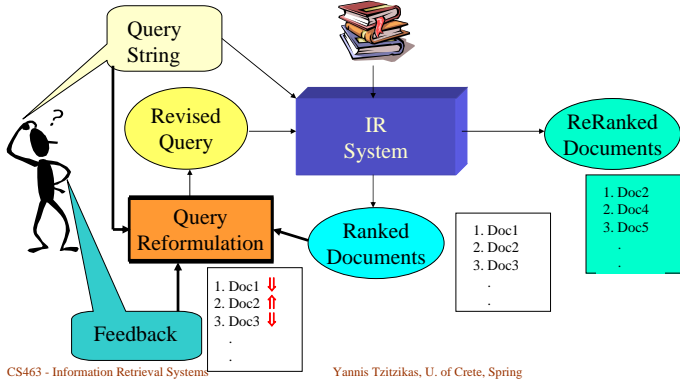 Query
String
?
Revised
Query
IR
System
ReRanked
Documents
Query
Reformulation
Ranked
Documents
1. Doc1
2. Doc2
3. Doc3
.
.
1. Doc2
2. Doc4
3. Doc5
.
.
Feedback
1. Doc1 ⇓
2. Doc2 ⇑
3. Doc3 ⇓
.
.
CS463 - Information Retrieval Systems
Yannis Tzitzikas, U. of Crete, Spring